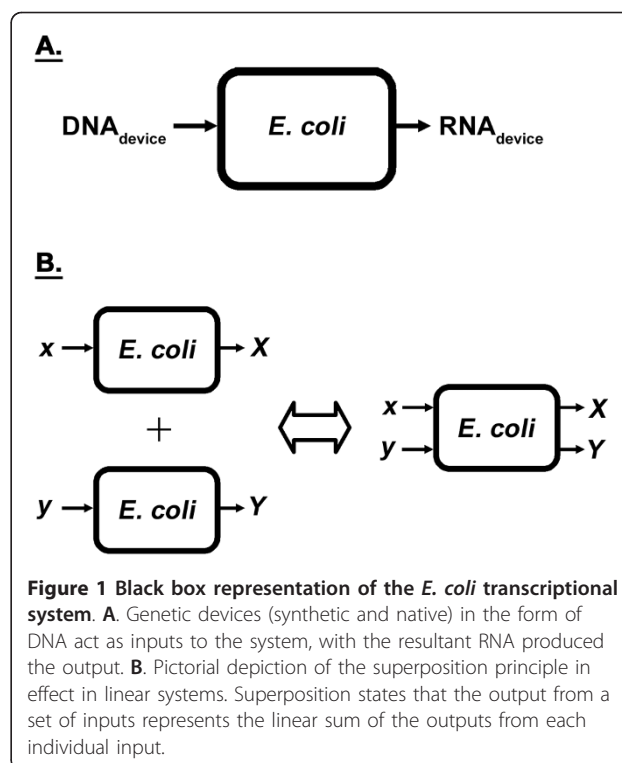 A.
DNAdevice E. coli RNAdevice
B.
x E. coli X
+
y E. coli Y
x X
E. coli
y Y
Figure 1 Black box representation of the E. coli transcriptional
system. A. Genetic devices (synthetic and native) in the form of
DNA act as inputs to the system, with the resultant RNA produced
the output. B. Pictorial depiction of the superposition principle in
effect in linear systems. Superposition states that the output from a
set of inputs represents the linear sum of the outputs from each
individual input.